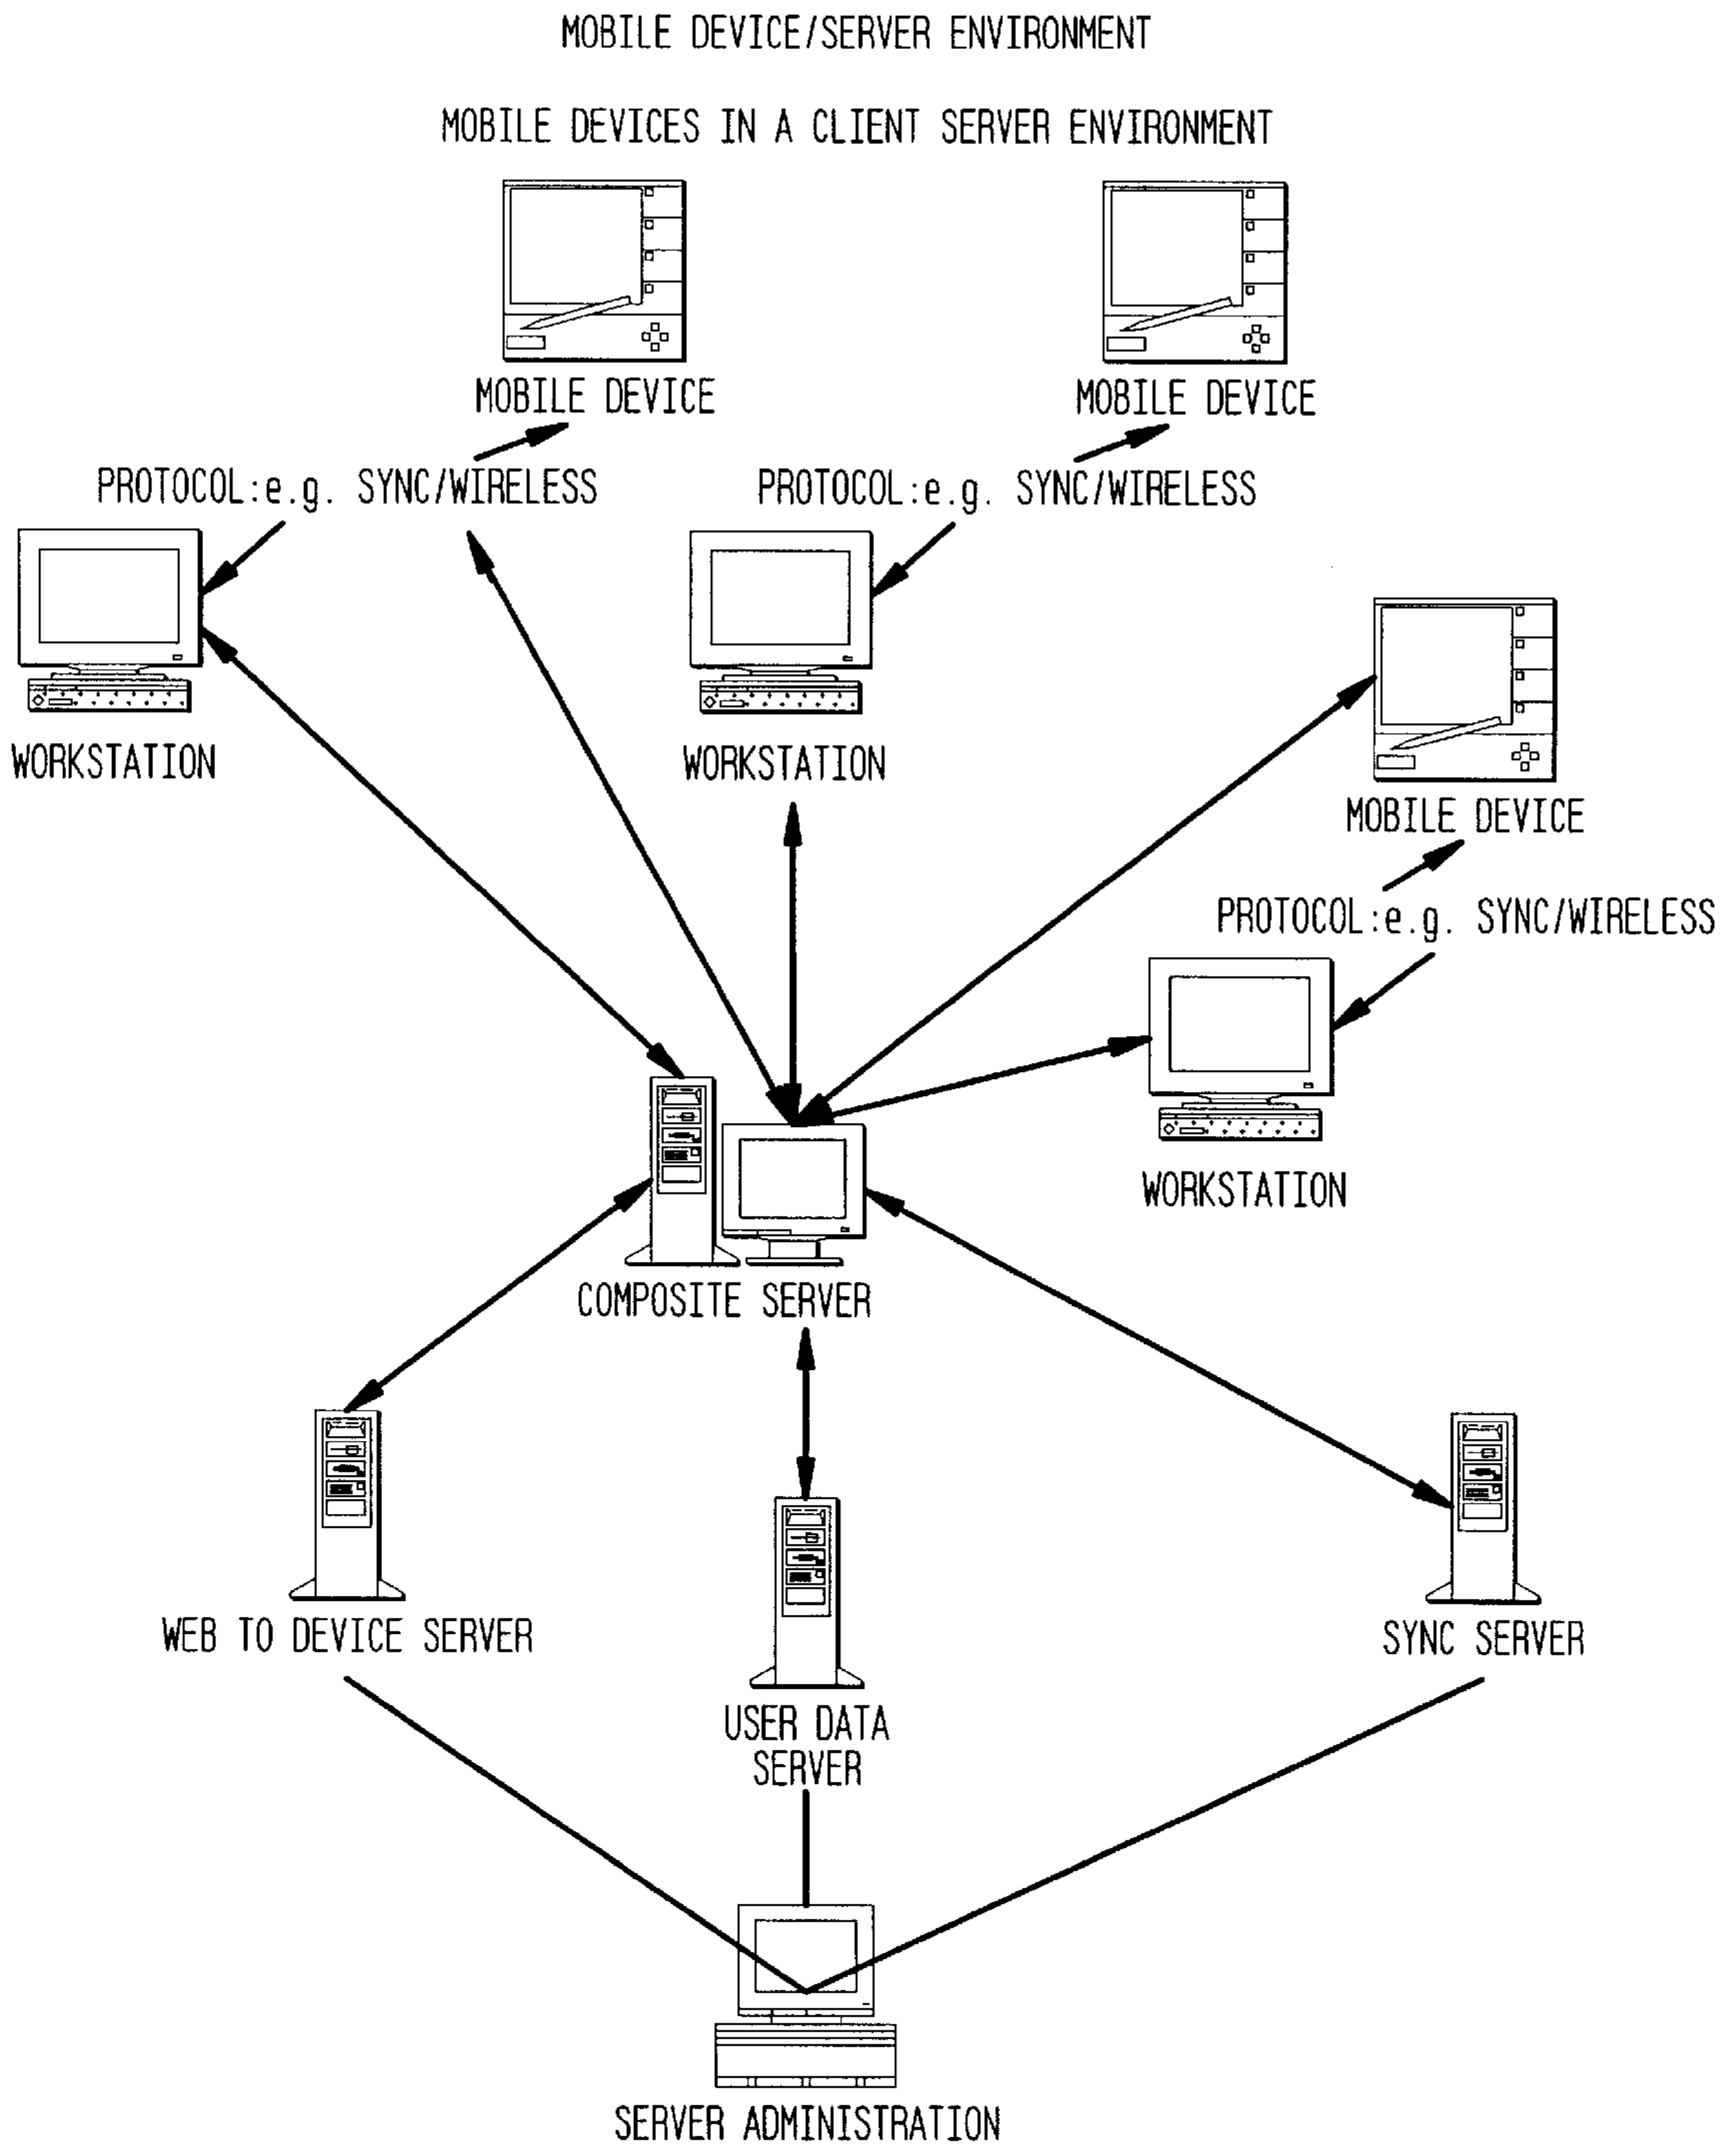 MOBILE DEVICE/SERVER ENVIRONMENT
MOBILE DEVICES IN A CLIENT SERVER ENVIRONMENT
MOBILE DEVICE
MOBILE DEVICE
PROTOCOL:e.g. SYNC/WIRELESS
PROTOCOL:e.g. SYNC/WIRELESS
WORKSTATION
WORKSTATION
MOBILE DEVICE
PROTOCOL:e.g. SYNC/WIRELESS
WORKSTATION
COMPOSITE SERVER
WEB TO DEVICE SERVER
SYNC SERVER
USER DATA
SERVER
SERVER ADMINISTRATION